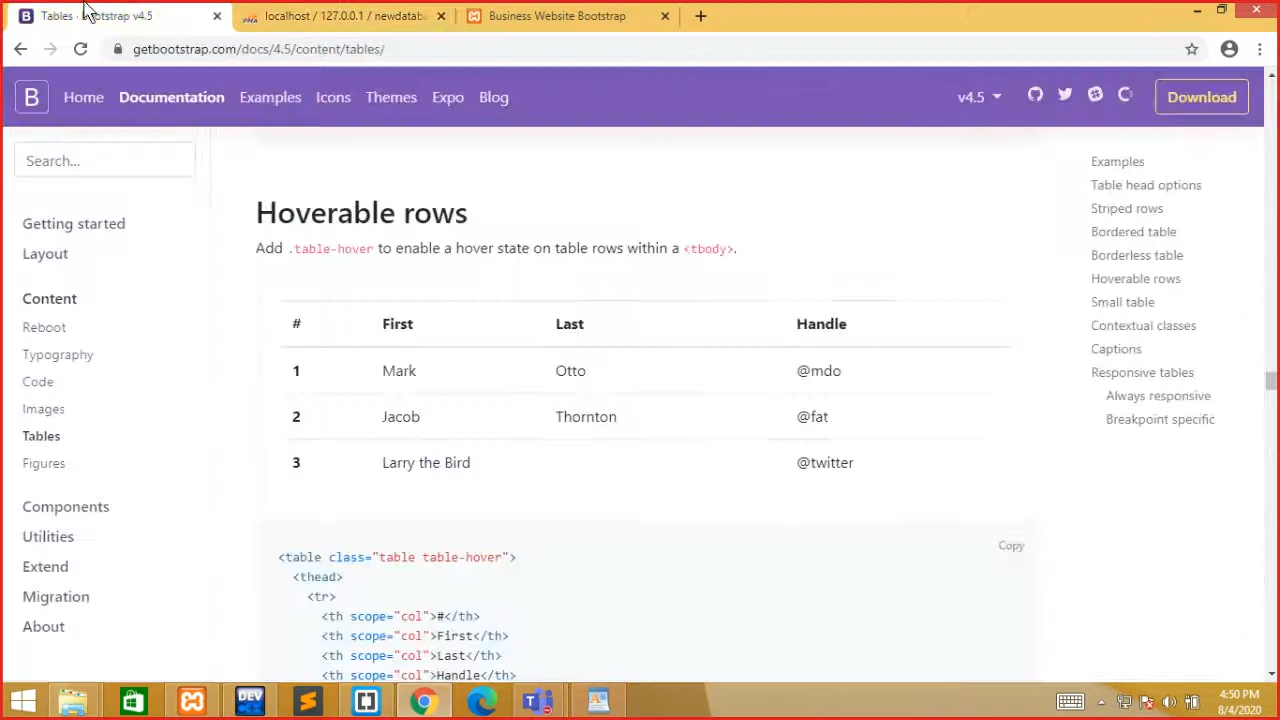 Tables · Bootstrap v4.5
localhost / 127.0.0.1 / newdatab
Business Website Bootstrap
getbootstrap.com/docs/4.5/content/tables/
B Home Documentation Examples Icons Themes Expo Blog v4.5 Download
Search...
Getting started
Layout
Content
Reboot
Typography
Code
Images
Tables
Figures
Components
Utilities
Extend
Migration
About
Hoverable rows
Add .table-hover to enable a hover state on table rows within a <tbody>.
# First Last Handle
1 Mark Otto @mdo
2 Jacob Thornton @fat
3 Larry the Bird @twitter
Copy
<table class="table table-hover">
<thead>
<tr>
<th scope="col">#</th>
<th scope="col">First</th>
<th scope="col">Last</th>
<th scope="col">Handle</th>
Examples
Table head options
Striped rows
Bordered table
Borderless table
Hoverable rows
Small table
Contextual classes
Captions
Responsive tables
Always responsive
Breakpoint specific
DEV
4:50 PM
8/4/2020